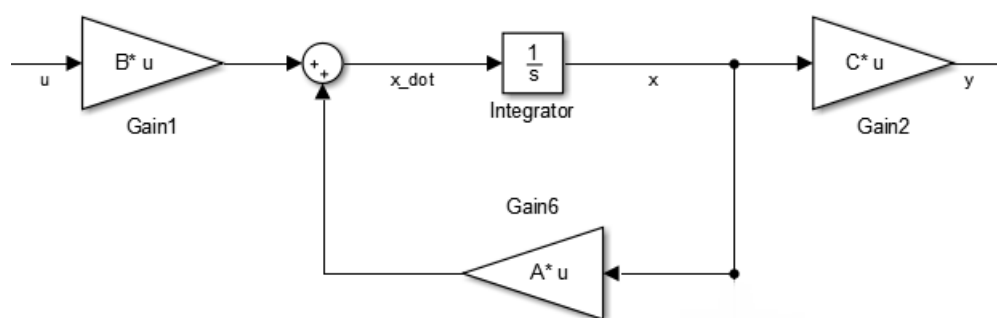 u
B* u
Gain1
+
+
x_dot
1
s
Integrator
x
C* u
Gain2
y
Gain6
A* u